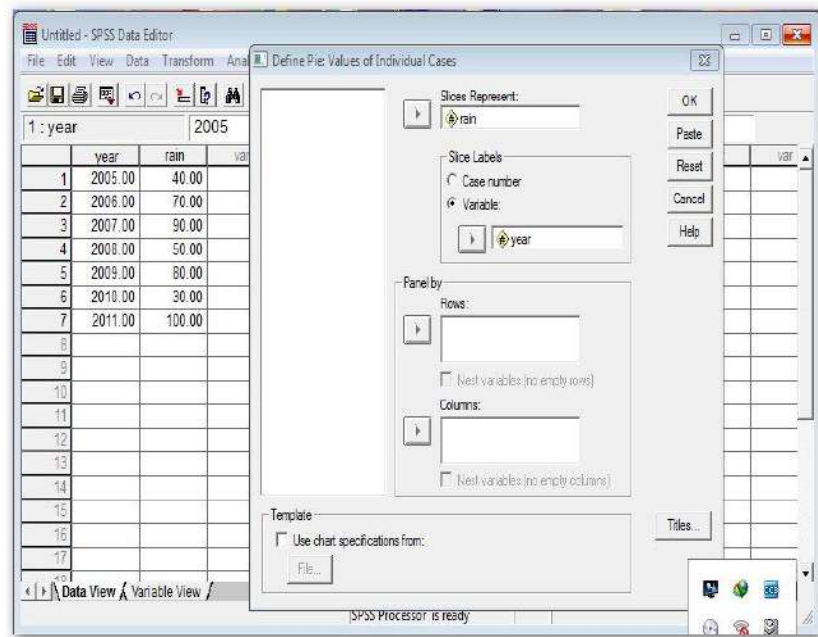 Untitled - SPSS Data Editor
File Edit View Data Transform Anal
1 : year 2005
year rain var
1 2005.00 40.00
2 2006.00 70.00
3 2007.00 90.00
4 2008.00 50.00
5 2009.00 80.00
6 2010.00 30.00
7 2011.00 100.00
8
9
10
11
12
13
14
15
16
17
Data View Variable View
SPSS Processor is ready
Define Pie: Values of Individual Cases
Slices Represent:
rain
Slice Labels
Case number
Variable:
year
Panel by
Rows:
Nest variables (no empty rows)
Columns:
Nest variables (no empty columns)
Template
Use chart specifications from:
File...
OK
Paste
Reset
Cancel
Help
Titles...
var